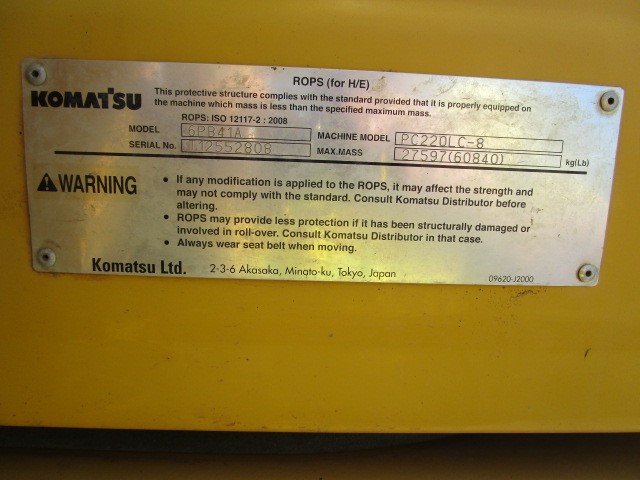 ROPS (for H/E)
KOMATSU
This protective structure complies with the standard provided that it is properly equipped on
the machine which mass is less than the specified maximum mass.
ROPS: ISO 12117-2 : 2008
MODEL 6PB41A MACHINE MODEL PC220LC-8
SERIAL No. MAX.MASS 27597(60840) kg(Lb)
WARNING
• If any modification is applied to the ROPS, it may affect the strength and
may not comply with the standard. Consult Komatsu Distributor before
altering.
• ROPS may provide less protection if it has been structurally damaged or
involved in roll-over. Consult Komatsu Distributor in that case.
• Always wear seat belt when moving.
Komatsu Ltd. 2-3-6 Akasaka, Minato-ku, Tokyo, Japan
09620-J2000